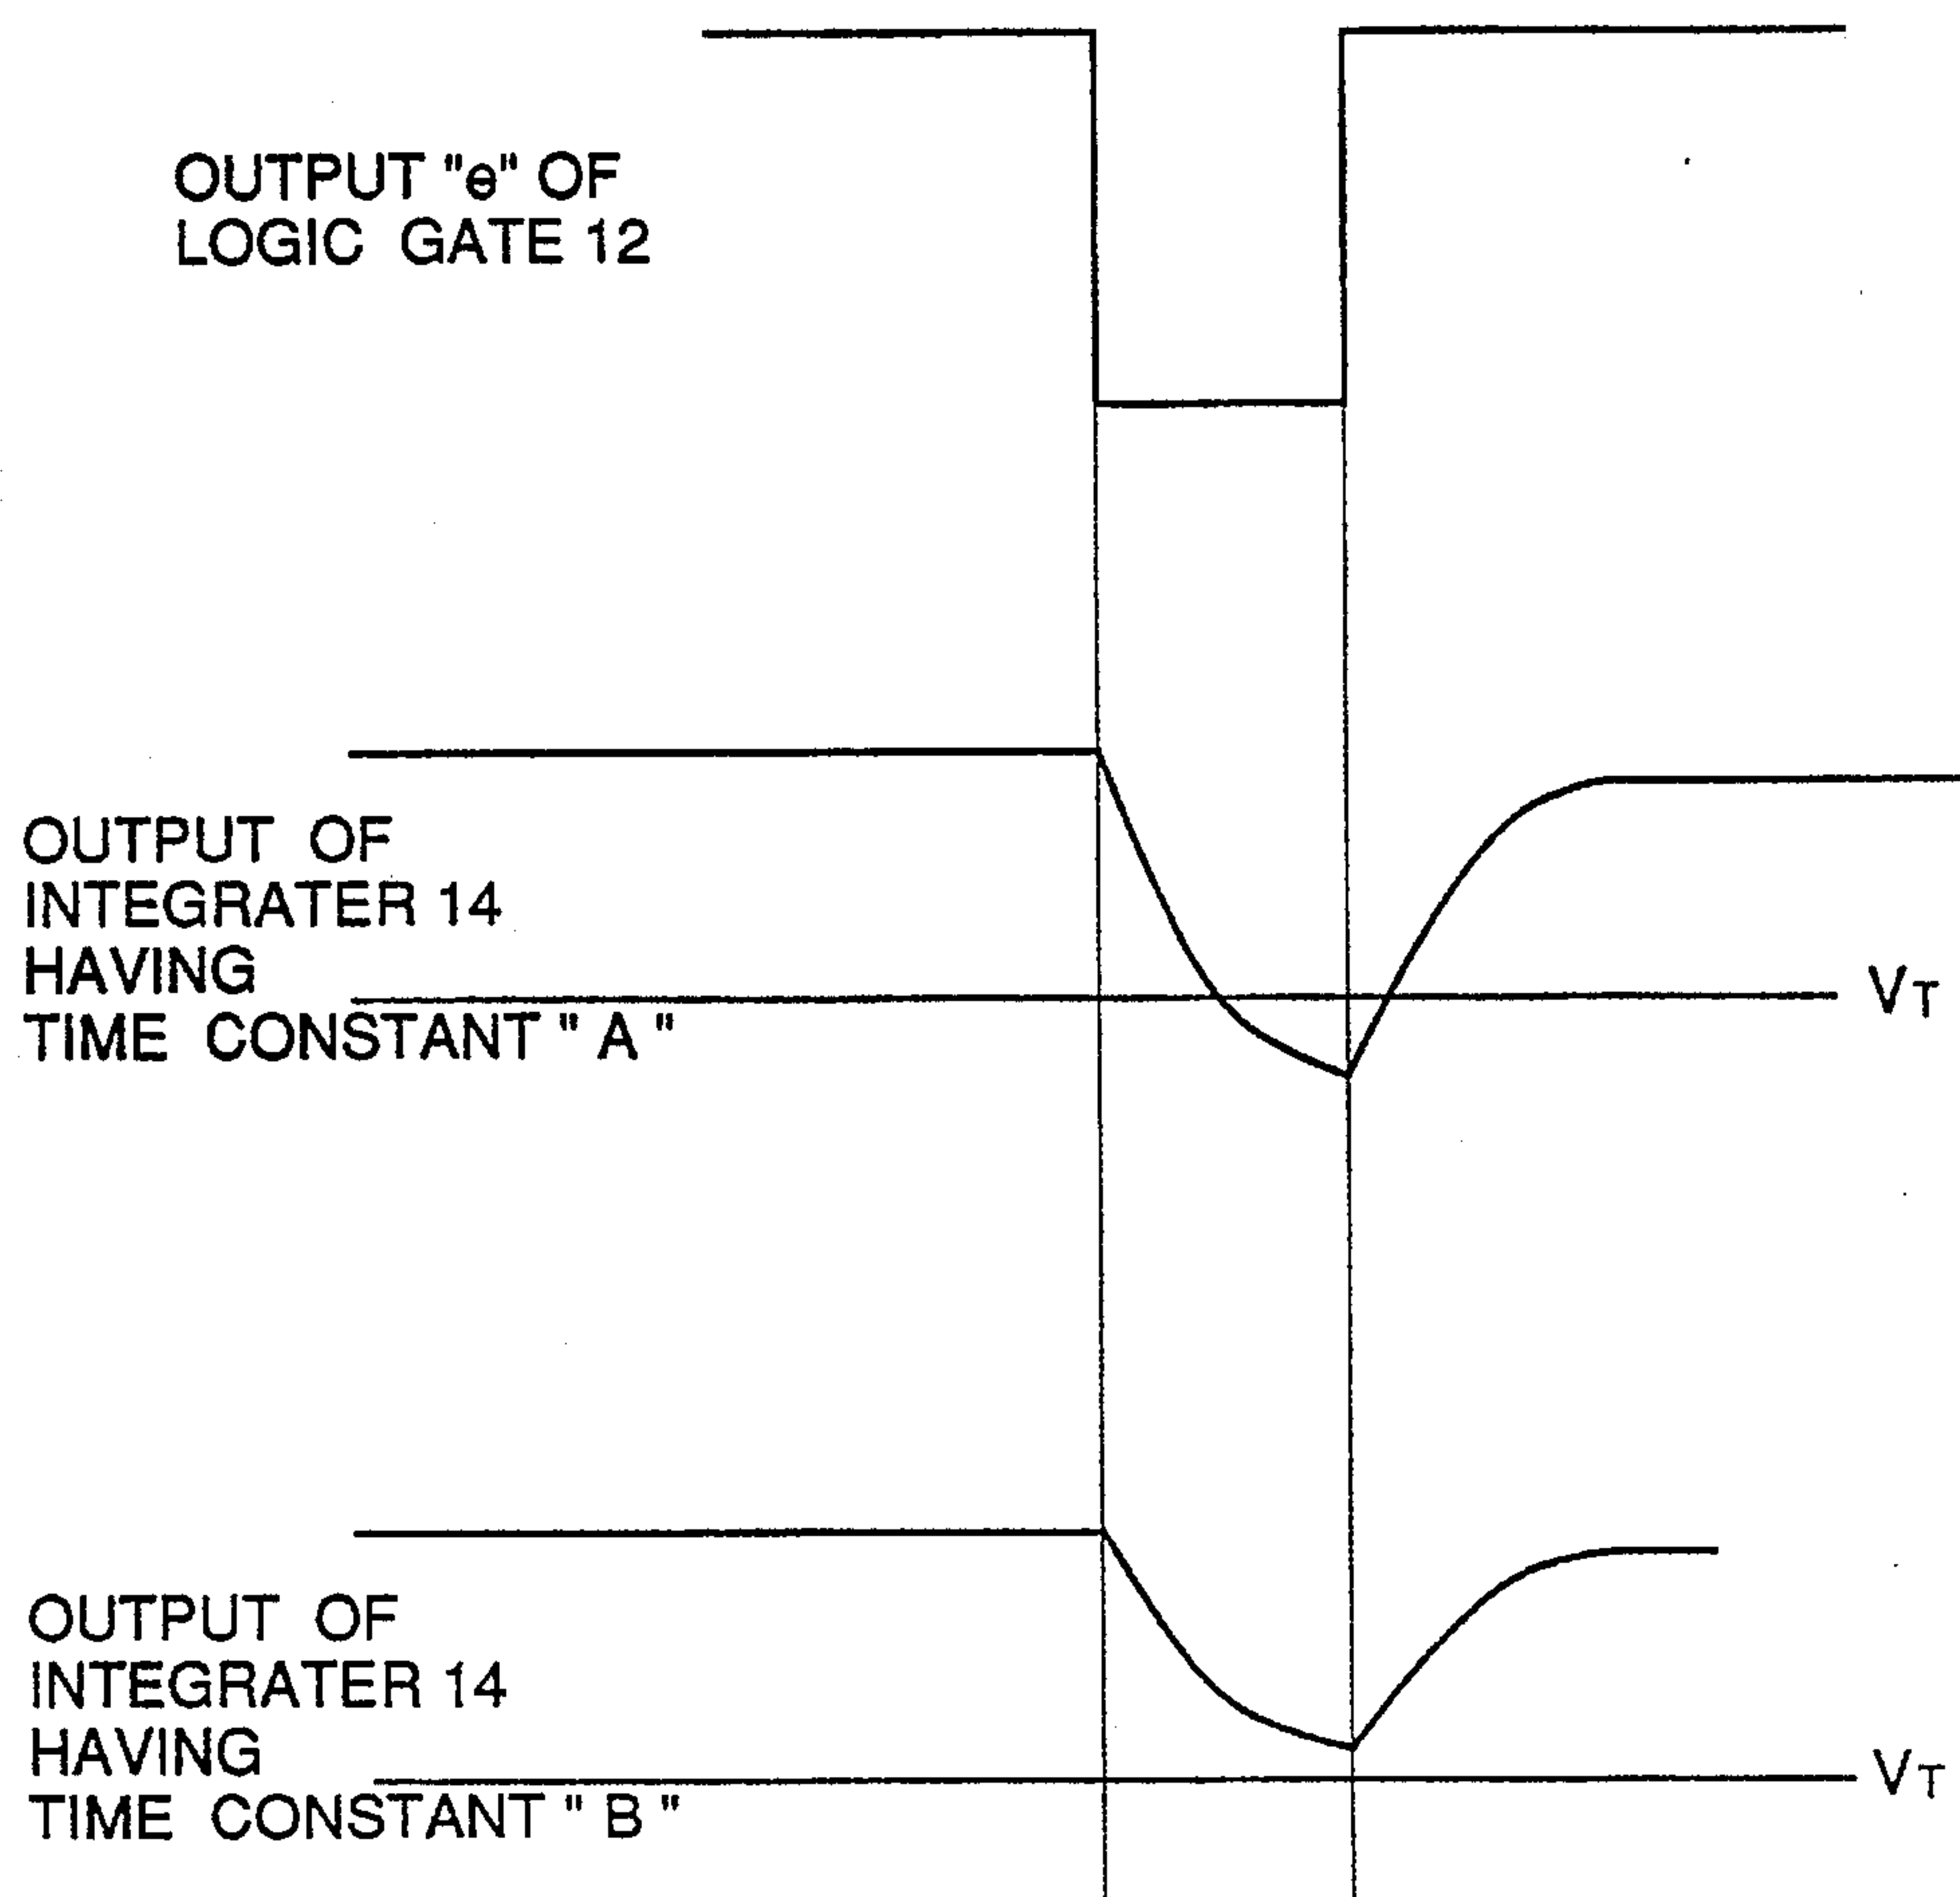 OUTPUT "e" OF
LOGIC GATE 12
OUTPUT OF
INTEGRATER 14
HAVING
TIME CONSTANT " A "
VT
OUTPUT OF
INTEGRATER 14
HAVING
TIME CONSTANT " B "
VT